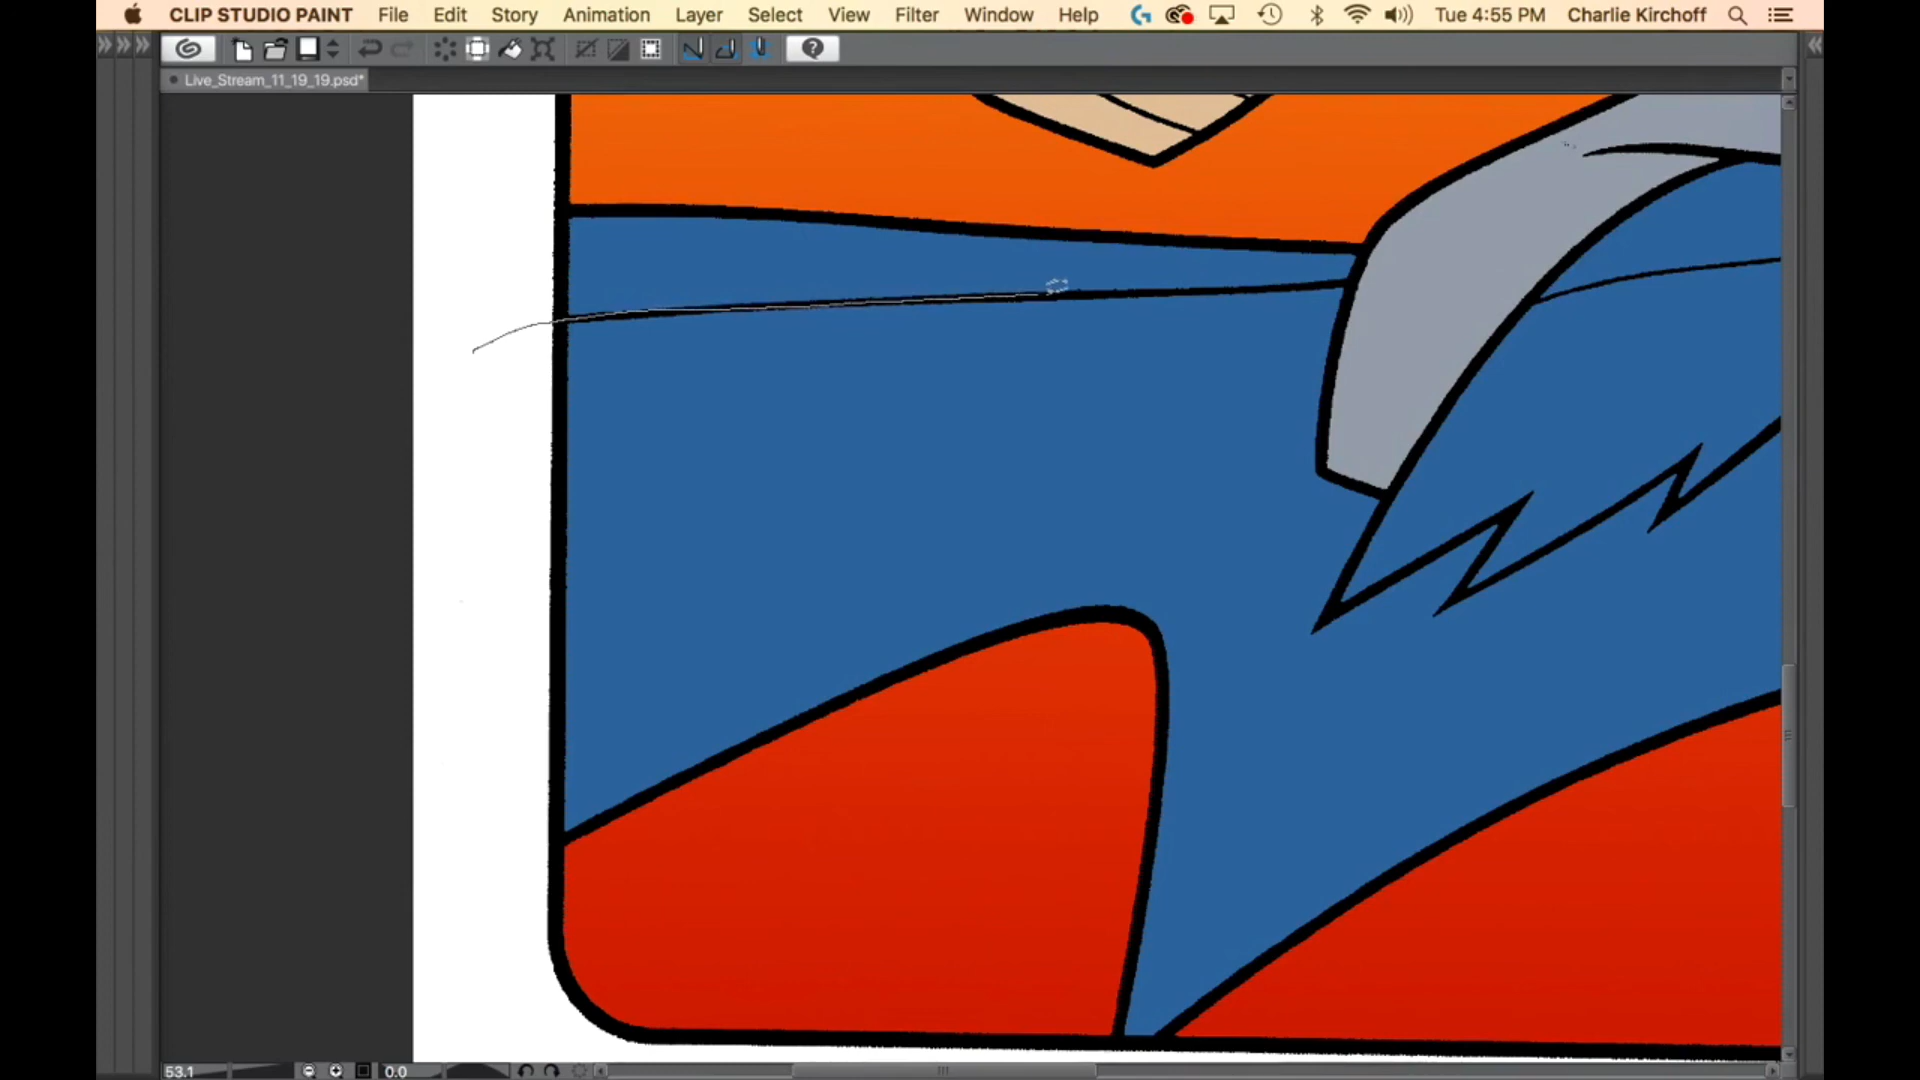 CLIP STUDIO PAINT File Edit Story Animation Layer Select View Filter Window Help Tue 4:55 PM Charlie Kirchoff
Live_Stream_11_19_19.psd*
53.1 0.0